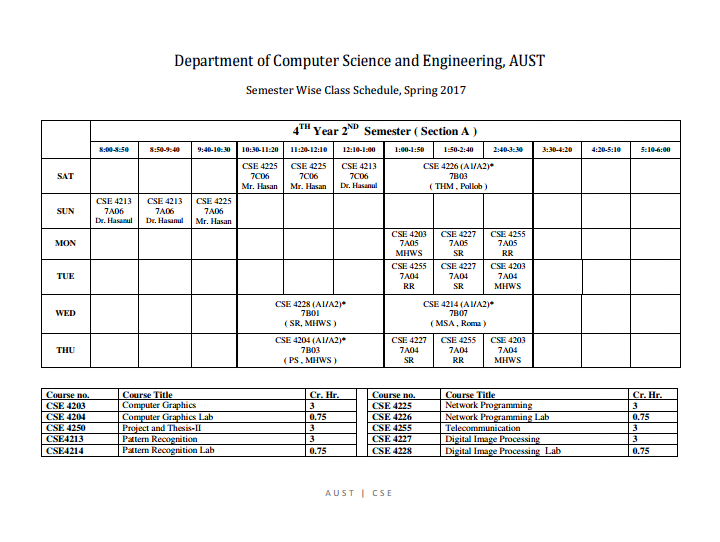 Department of Computer Science and Engineering, AUST
Semester Wise Class Schedule, Spring 2017
4TH Year 2ND Semester ( Section A )
8:00-8:50 8:50-9:40 9:40-10:30 10:30-11:20 11:20-12:10 12:10-1:00 1:00-1:50 1:50-2:40 2:40-3:30 3:30-4:20 4:20-5:10 5:10-6:00
SAT
CSE 4225
7C06
Mr. Hasan
CSE 4225
7C06
Mr. Hasan
CSE 4213
7C06
Dr. Hasanul
CSE 4226 (A1/A2)*
7B03
( THM , Pollob )
SUN
CSE 4213
7A06
Dr. Hasanul
CSE 4213
7A06
Dr. Hasanul
CSE 4225
7A06
Mr. Hasan
MON
CSE 4203
7A05
MHWS
CSE 4227
7A05
SR
CSE 4255
7A05
RR
TUE
CSE 4255
7A04
RR
CSE 4227
7A04
SR
CSE 4203
7A04
MHWS
WED
CSE 4228 (A1/A2)*
7B01
( SR, MHWS )
CSE 4214 (A1/A2)*
7B07
( MSA , Roma )
THU
CSE 4204 (A1/A2)*
7B03
( PS , MHWS )
CSE 4227
7A04
SR
CSE 4255
7A04
RR
CSE 4203
7A04
MHWS
Course no. Course Title Cr. Hr. Course no. Course Title Cr. Hr.
CSE 4203 Computer Graphics 3 CSE 4225 Network Programming 3
CSE 4204 Computer Graphics Lab 0.75 CSE 4226 Network Programming Lab 0.75
CSE 4250 Project and Thesis-II 3 CSE 4255 Telecommunication 3
CSE4213 Pattern Recognition 3 CSE 4227 Digital Image Processing 3
CSE4214 Pattern Recognition Lab 0.75 CSE 4228 Digital Image Processing Lab 0.75
AUST | CSE